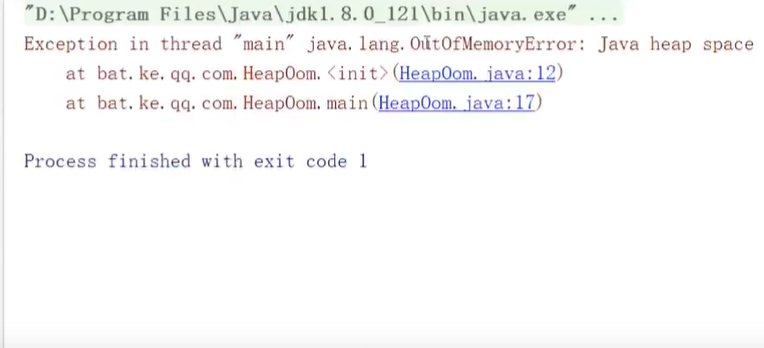 "D:\Program Files\Java\jdk1.8.0_121\bin\java.exe" ...
Exception in thread "main" java.lang.OutOfMemoryError: Java heap space
at bat.ke.qq.com.HeapOom.<init>(HeapOom.java:12)
at bat.ke.qq.com.HeapOom.main(HeapOom.java:17)
Process finished with exit code 1